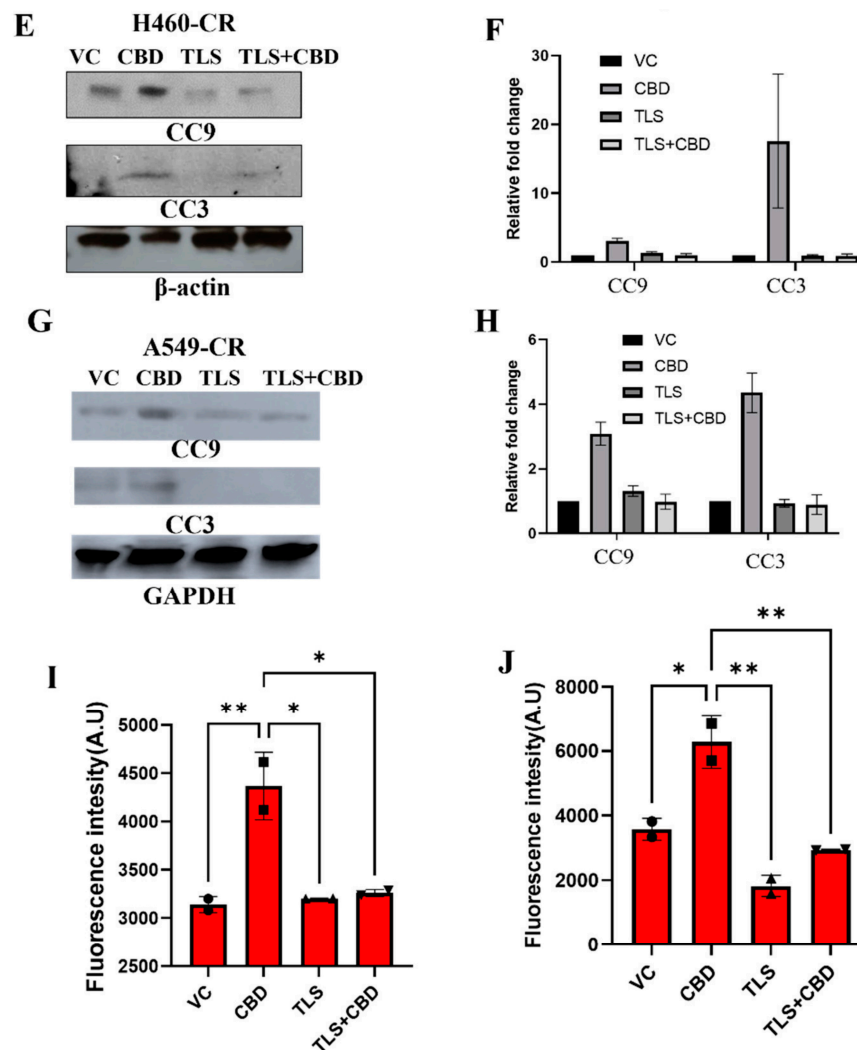 E
H460-CR
VC CBD TLS TLS+CBD
CC9
CC3
β-actin
F
Relative fold change
30
20
10
0
VC
CBD
TLS
TLS+CBD
CC9 CC3
G
A549-CR
VC CBD TLS TLS+CBD
CC9
CC3
GAPDH
H
Relative fold change
6
4
2
0
VC
CBD
TLS
TLS+CBD
CC9 CC3
I
Fluorescence intesity(A.U)
5000
4500
4000
3500
3000
2500
*
** *
VC CBD TLS TLS+CBD
J
Fluorescence intesity(A.U)
8000
6000
4000
2000
0
**
* **
VC CBD TLS TLS+CBD